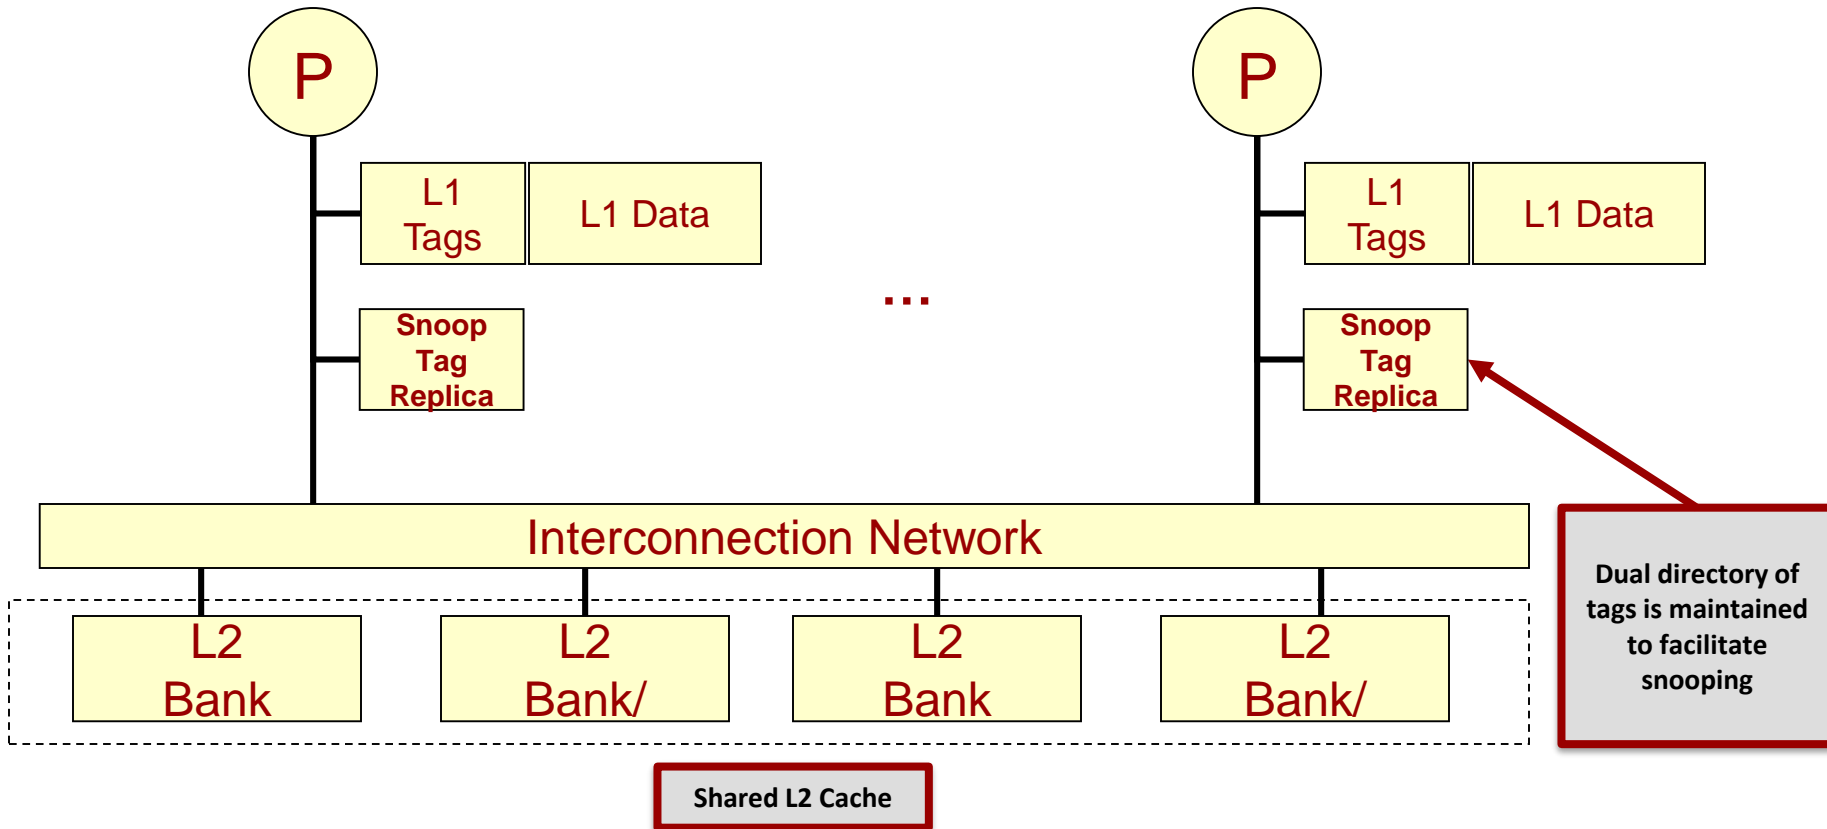 P
P
L1
Tags
L1 Data
L1
Tags
L1 Data
...
Snoop
Tag
Replica
Snoop
Tag
Replica
Interconnection Network
L2
Bank
L2
Bank/
L2
Bank
L2
Bank/
Dual directory of
tags is maintained
to facilitate
snooping
Shared L2 Cache